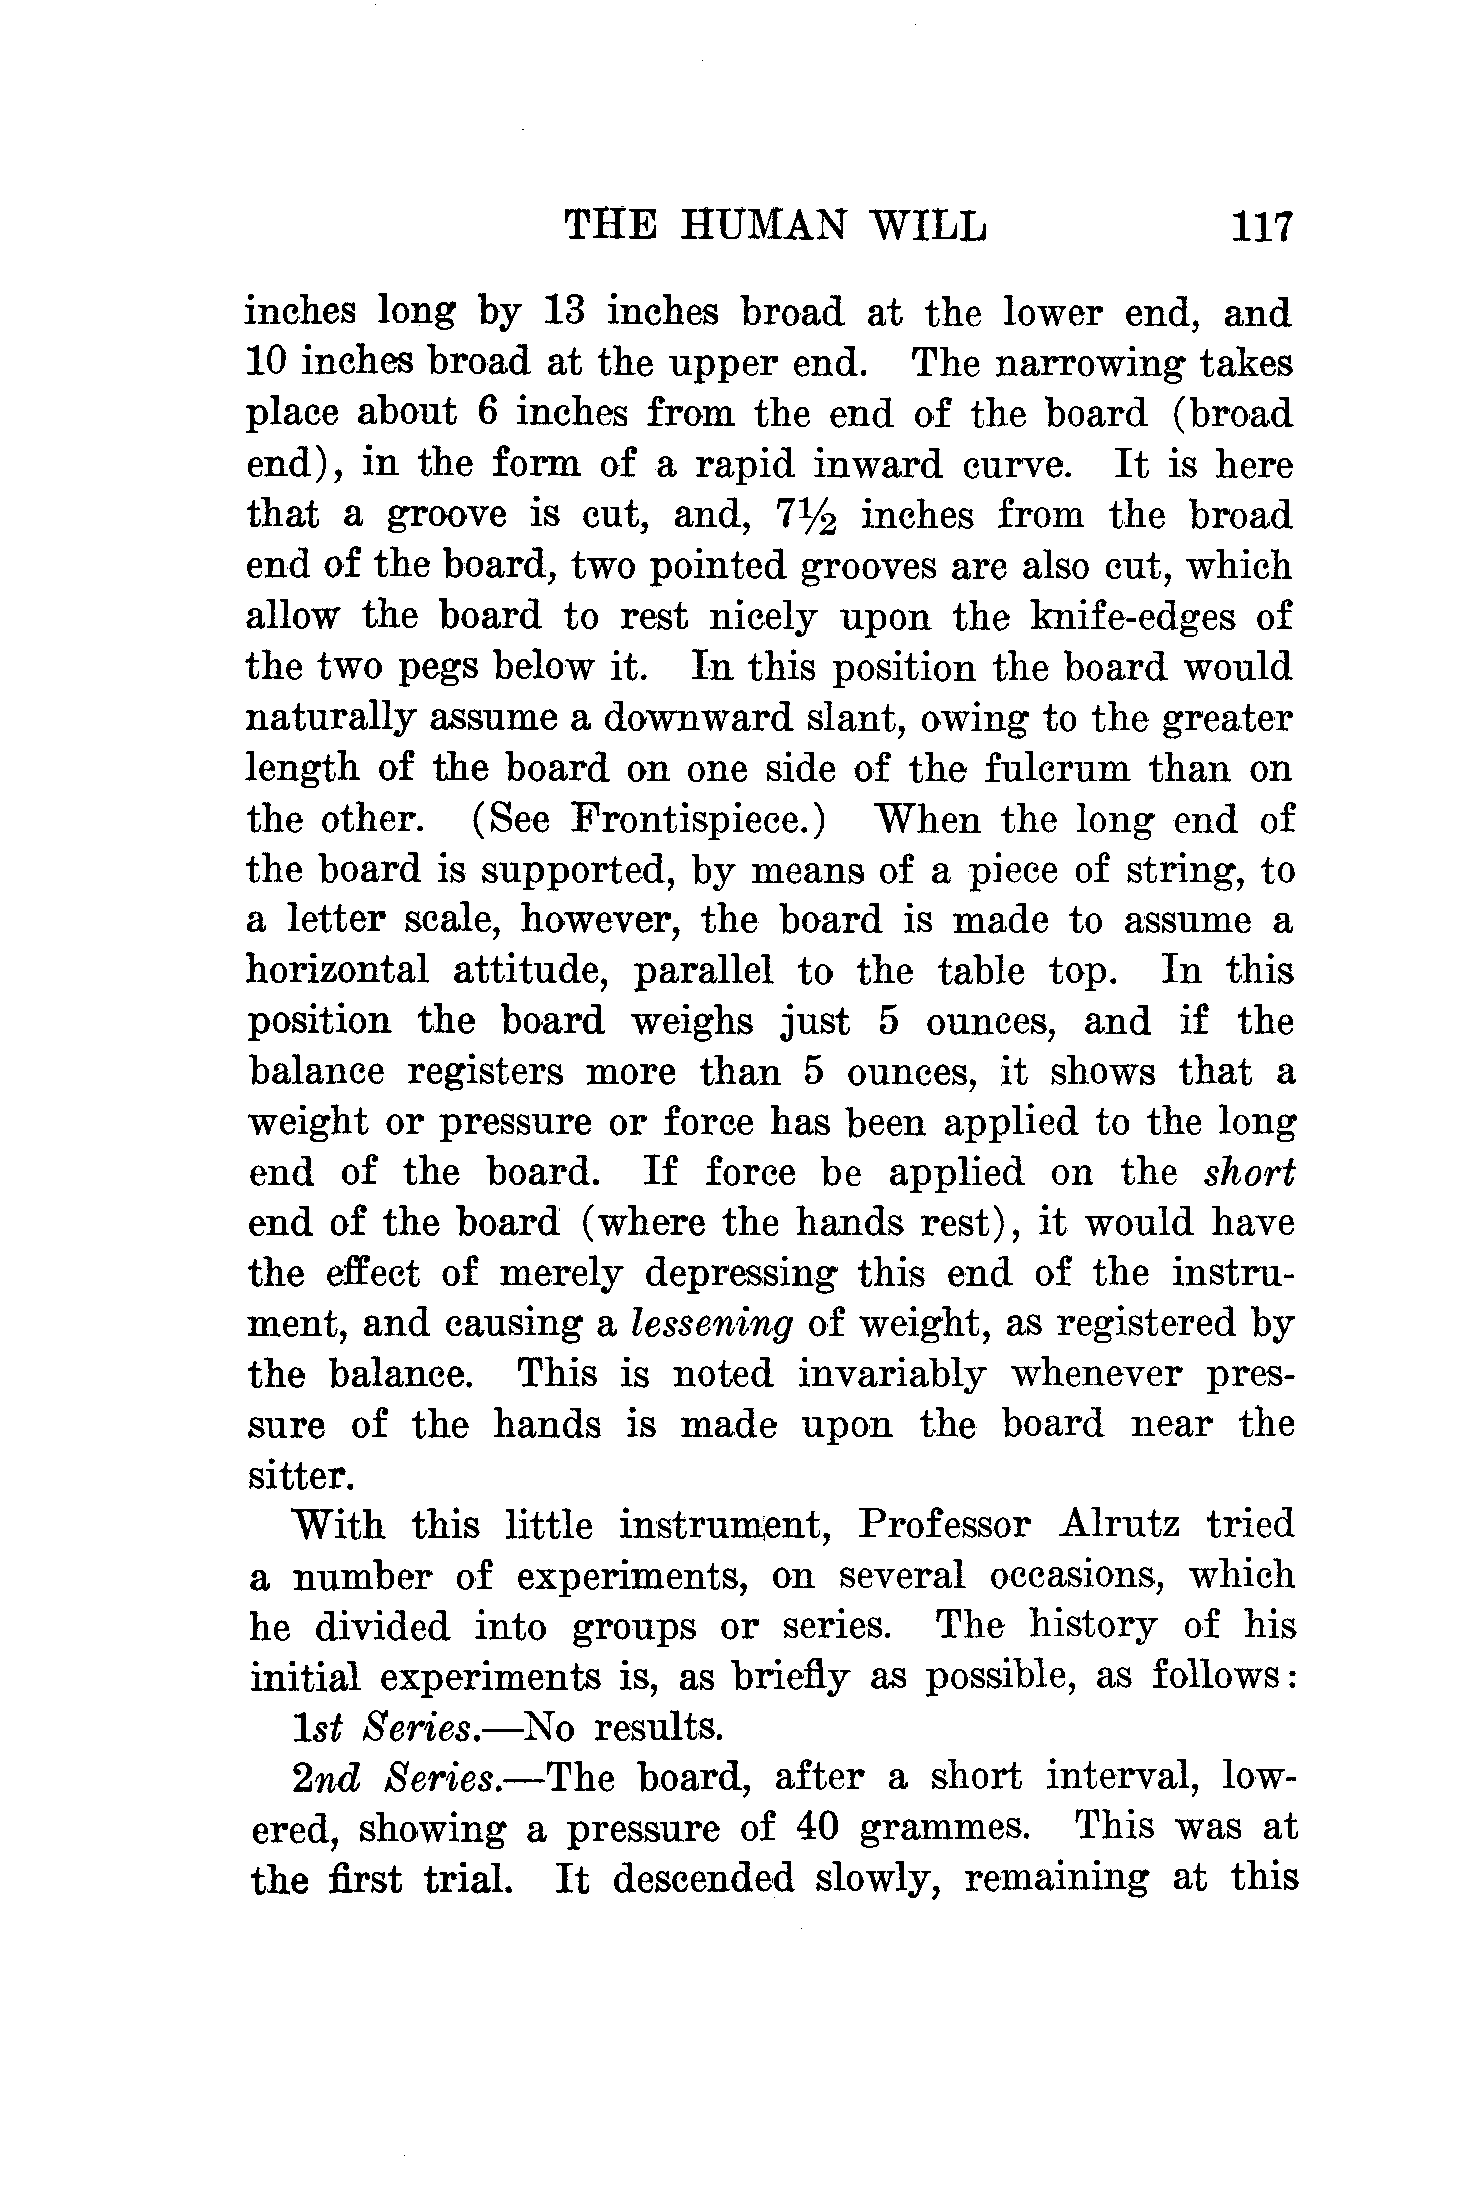 THE HUMAN WILL 117
inches long by 13 inches broad at the lower end, and
10 inches broad at the upper end. The narrowing takes
place about 6 inches from the end of the board (broad
end), in the form of a rapid inward curve. It is here
that a groove is cut, and, 7½ inches from the broad
end of the board, two pointed grooves are also cut, which
allow the board to rest nicely upon the knife-edges of
the two pegs below it. In this position the board would
naturally assume a downward slant, owing to the greater
length of the board on one side of the fulcrum than on
the other. (See Frontispiece.) When the long end of
the board is supported, by means of a piece of string, to
a letter scale, however, the board is made to assume a
horizontal attitude, parallel to the table top. In this
position the board weighs just 5 ounces, and if the
balance registers more than 5 ounces, it shows that a
weight or pressure or force has been applied to the long
end of the board. If force be applied on the short
end of the board (where the hands rest), it would have
the effect of merely depressing this end of the instru-
ment, and causing a lessening of weight, as registered by
the balance. This is noted invariably whenever pres-
sure of the hands is made upon the board near the
sitter.
With this little instrument, Professor Alrutz tried
a number of experiments, on several occasions, which
he divided into groups or series. The history of his
initial experiments is, as briefly as possible, as follows:
1st Series.—No results.
2nd Series.—The board, after a short interval, low-
ered, showing a pressure of 40 grammes. This was at
the first trial. It descended slowly, remaining at this